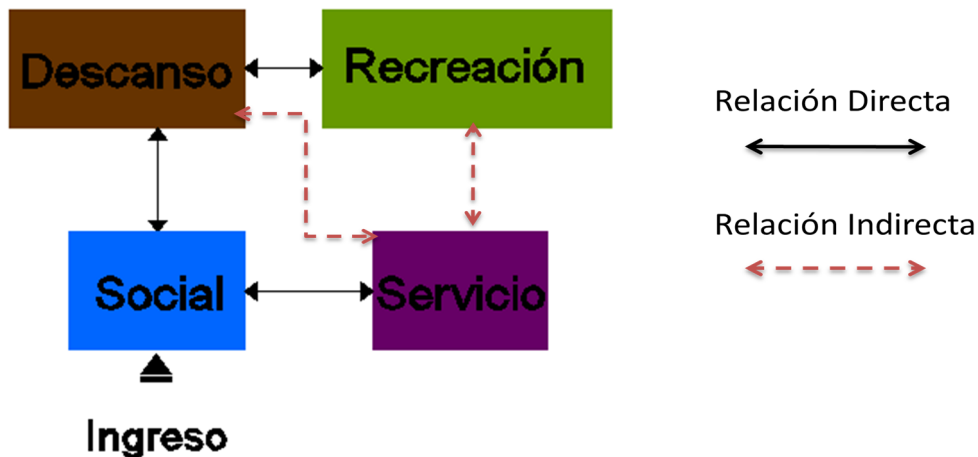 Descanso
Recreación
Relación Directa
Relación Indirecta
Social
Servicio
Ingreso